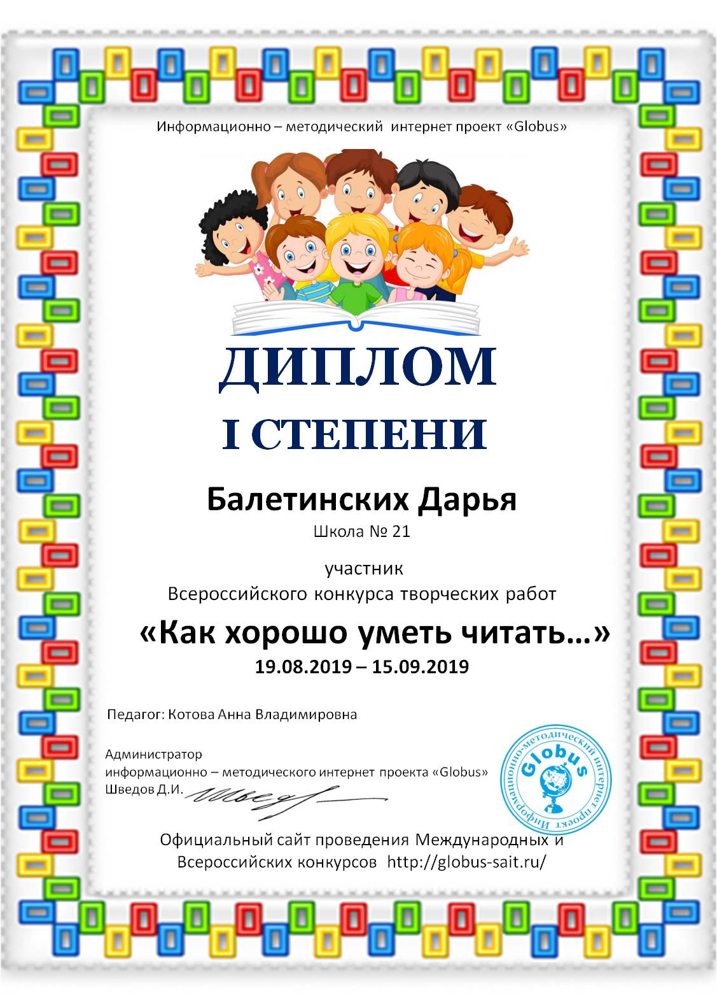 Информационно – методический интернет проект «Globus»
ДИПЛОМ
I СТЕПЕНИ
Балетинских Дарья
Школа № 21
участник
Всероссийского конкурса творческих работ
«Как хорошо уметь читать...»
19.08.2019 – 15.09.2019
Педагог: Котова Анна Владимировна
Администратор
информационно – методического интернет проекта «Globus»
Шведов Д.И.
Швед
Информационно-методический интернет проект
Globus
Официальный сайт проведения Международных и
Всероссийских конкурсов http://globus-sait.ru/